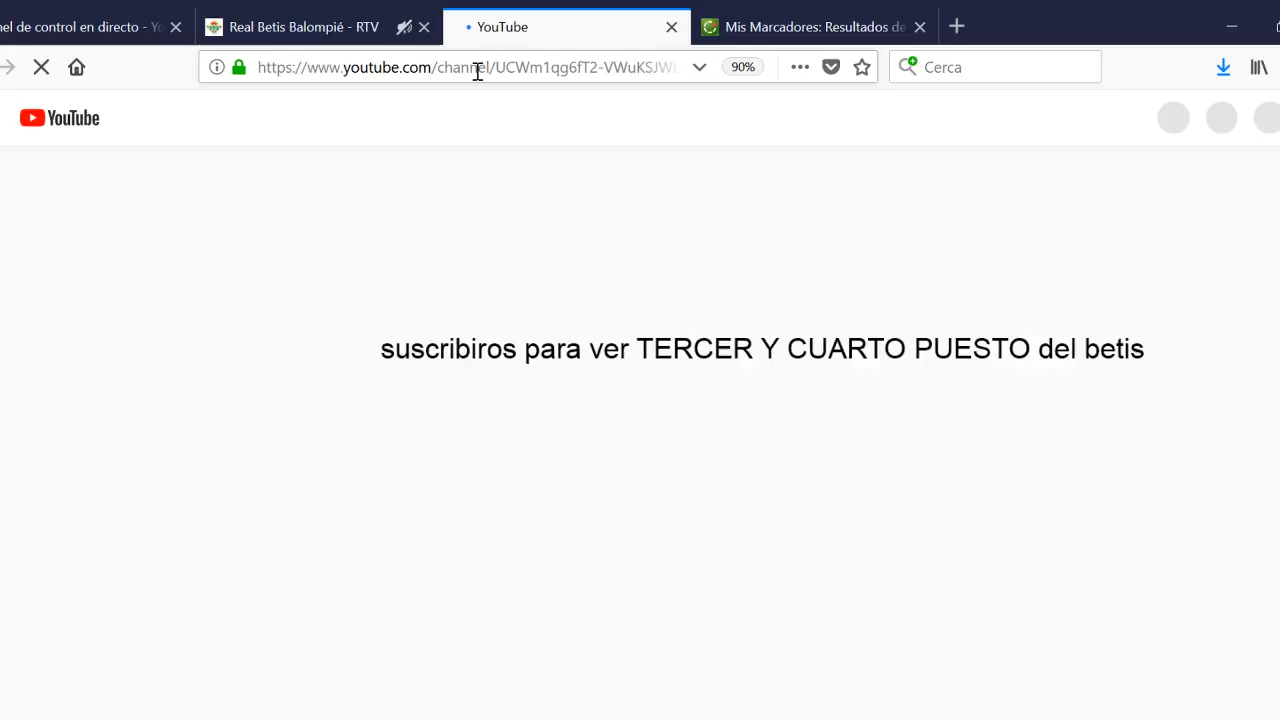 nel de control en directo - Yo
Real Betis Balompié - RTV
YouTube
Mis Marcadores: Resultados de
https://www.youtube.com/channel/UCWm1qg6fT2-VWuKSJWL
90%
Cerca
YouTube
suscribiros para ver TERCER Y CUARTO PUESTO del betis